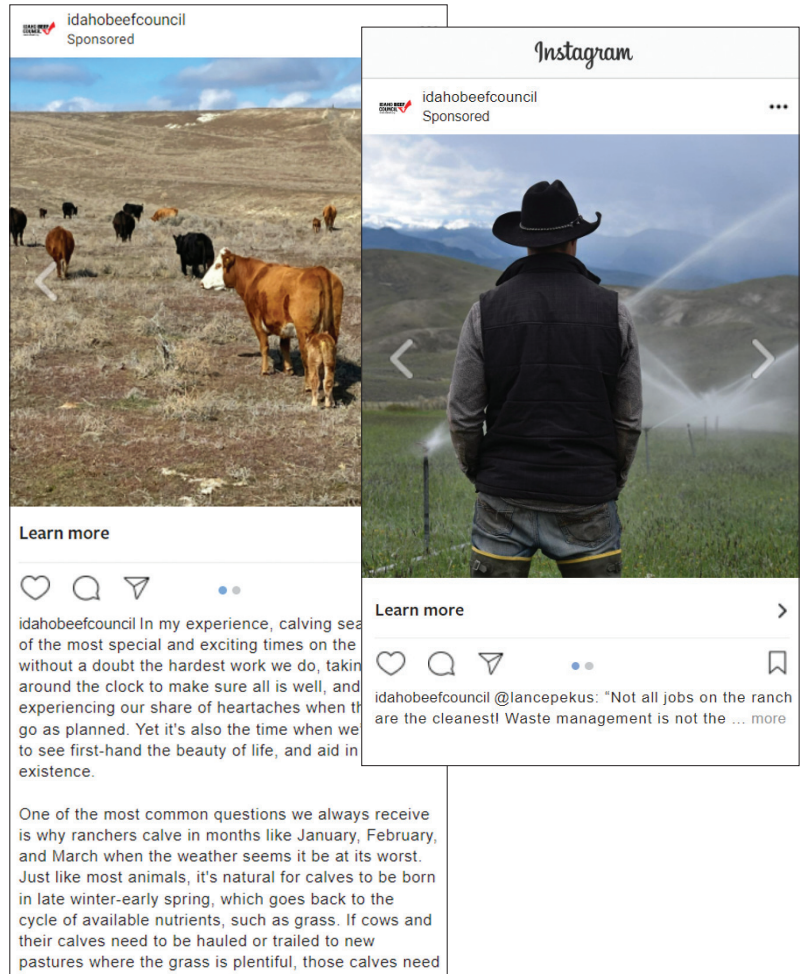 idahobeefcouncil
Sponsored
Learn more
idahobeefcouncil In my experience, calving sea
of the most special and exciting times on the
without a doubt the hardest work we do, takin
around the clock to make sure all is well, and
experiencing our share of heartaches when th
go as planned. Yet it's also the time when we'
to see first-hand the beauty of life, and aid in
existence.
One of the most common questions we always receive
is why ranchers calve in months like January, February,
and March when the weather seems it be at its worst.
Just like most animals, it's natural for calves to be born
in late winter-early spring, which goes back to the
cycle of available nutrients, such as grass. If cows and
their calves need to be hauled or trailed to new
pastures where the grass is plentiful, those calves need
Instagram
IDAHO BEEF
COUNCIL
idahobeefcouncil
Sponsored
Learn more
idahobeefcouncil @lancepekus: “Not all jobs on the ranch
are the cleanest! Waste management is not the ... more